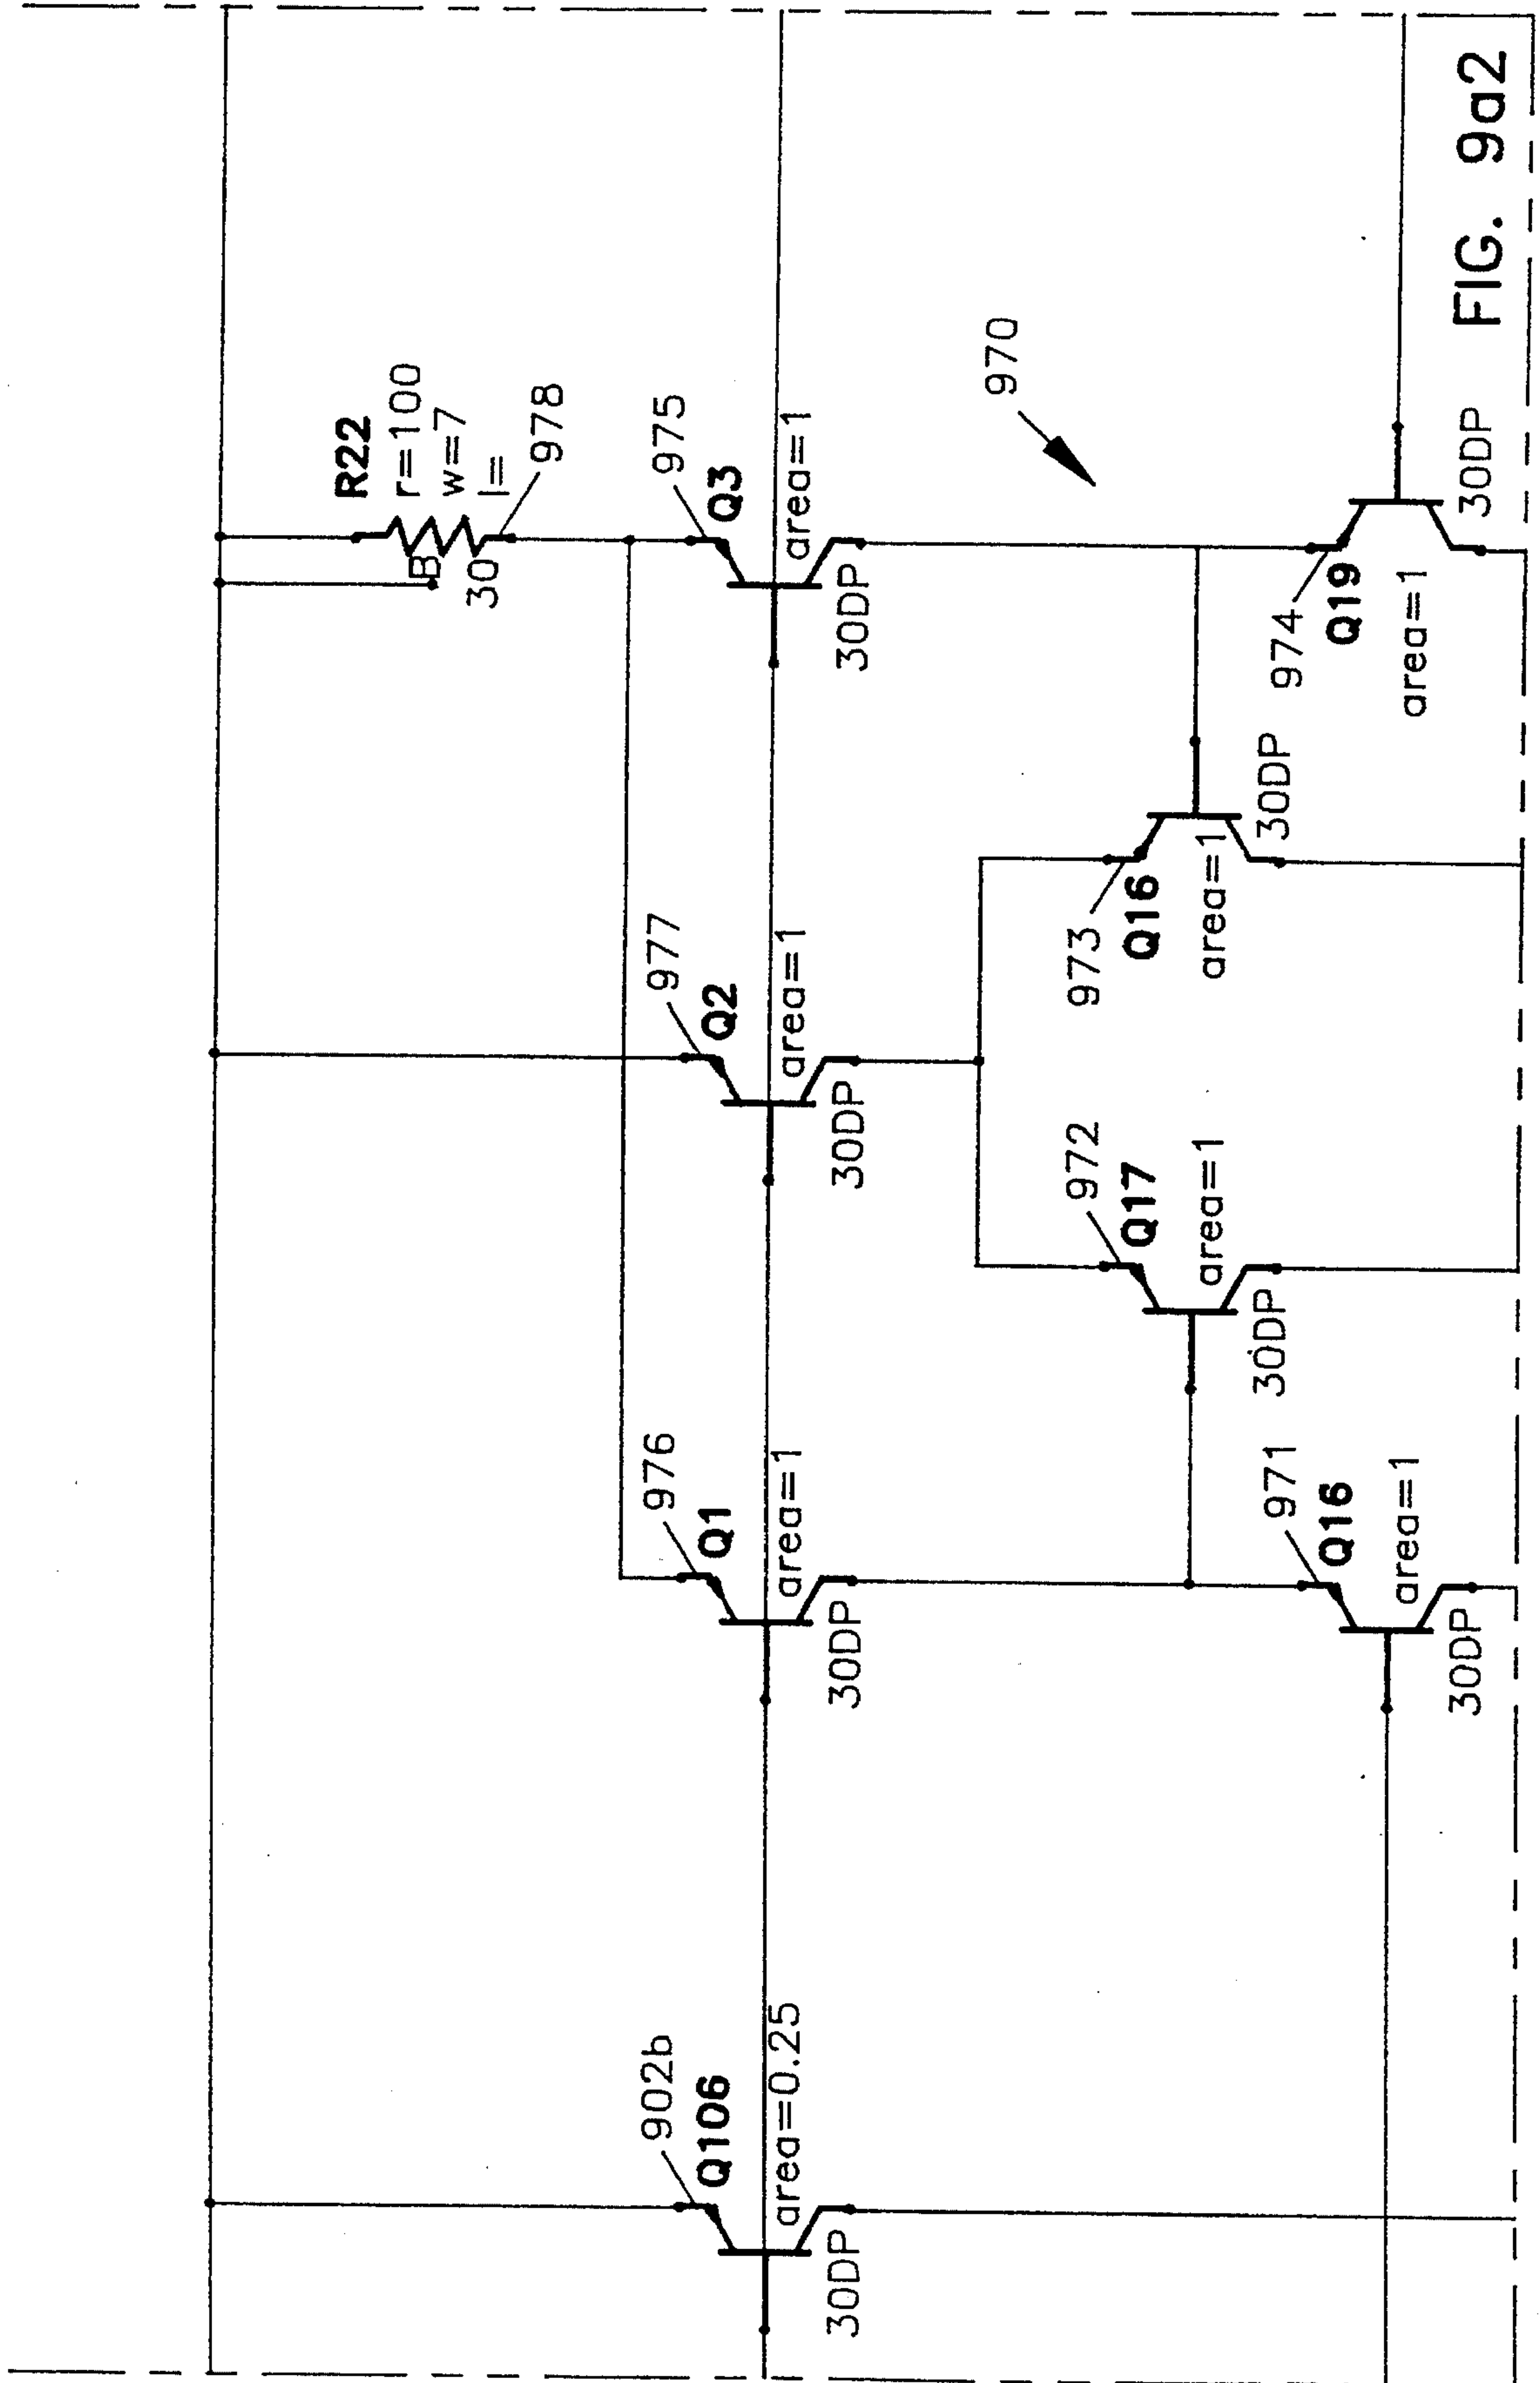 R22
r=100
w=7
l=
B
30
978
902b
Q106
area=0.25
30DP
976
Q1
area=1
30DP
977
Q2
area=1
30DP
975
Q3
area=1
30DP
970
972
Q17
area=1
30DP
973
Q16
area=1
30DP
971
Q16
area=1
30DP
974
Q19
area=1
30DP
FIG. 9a2